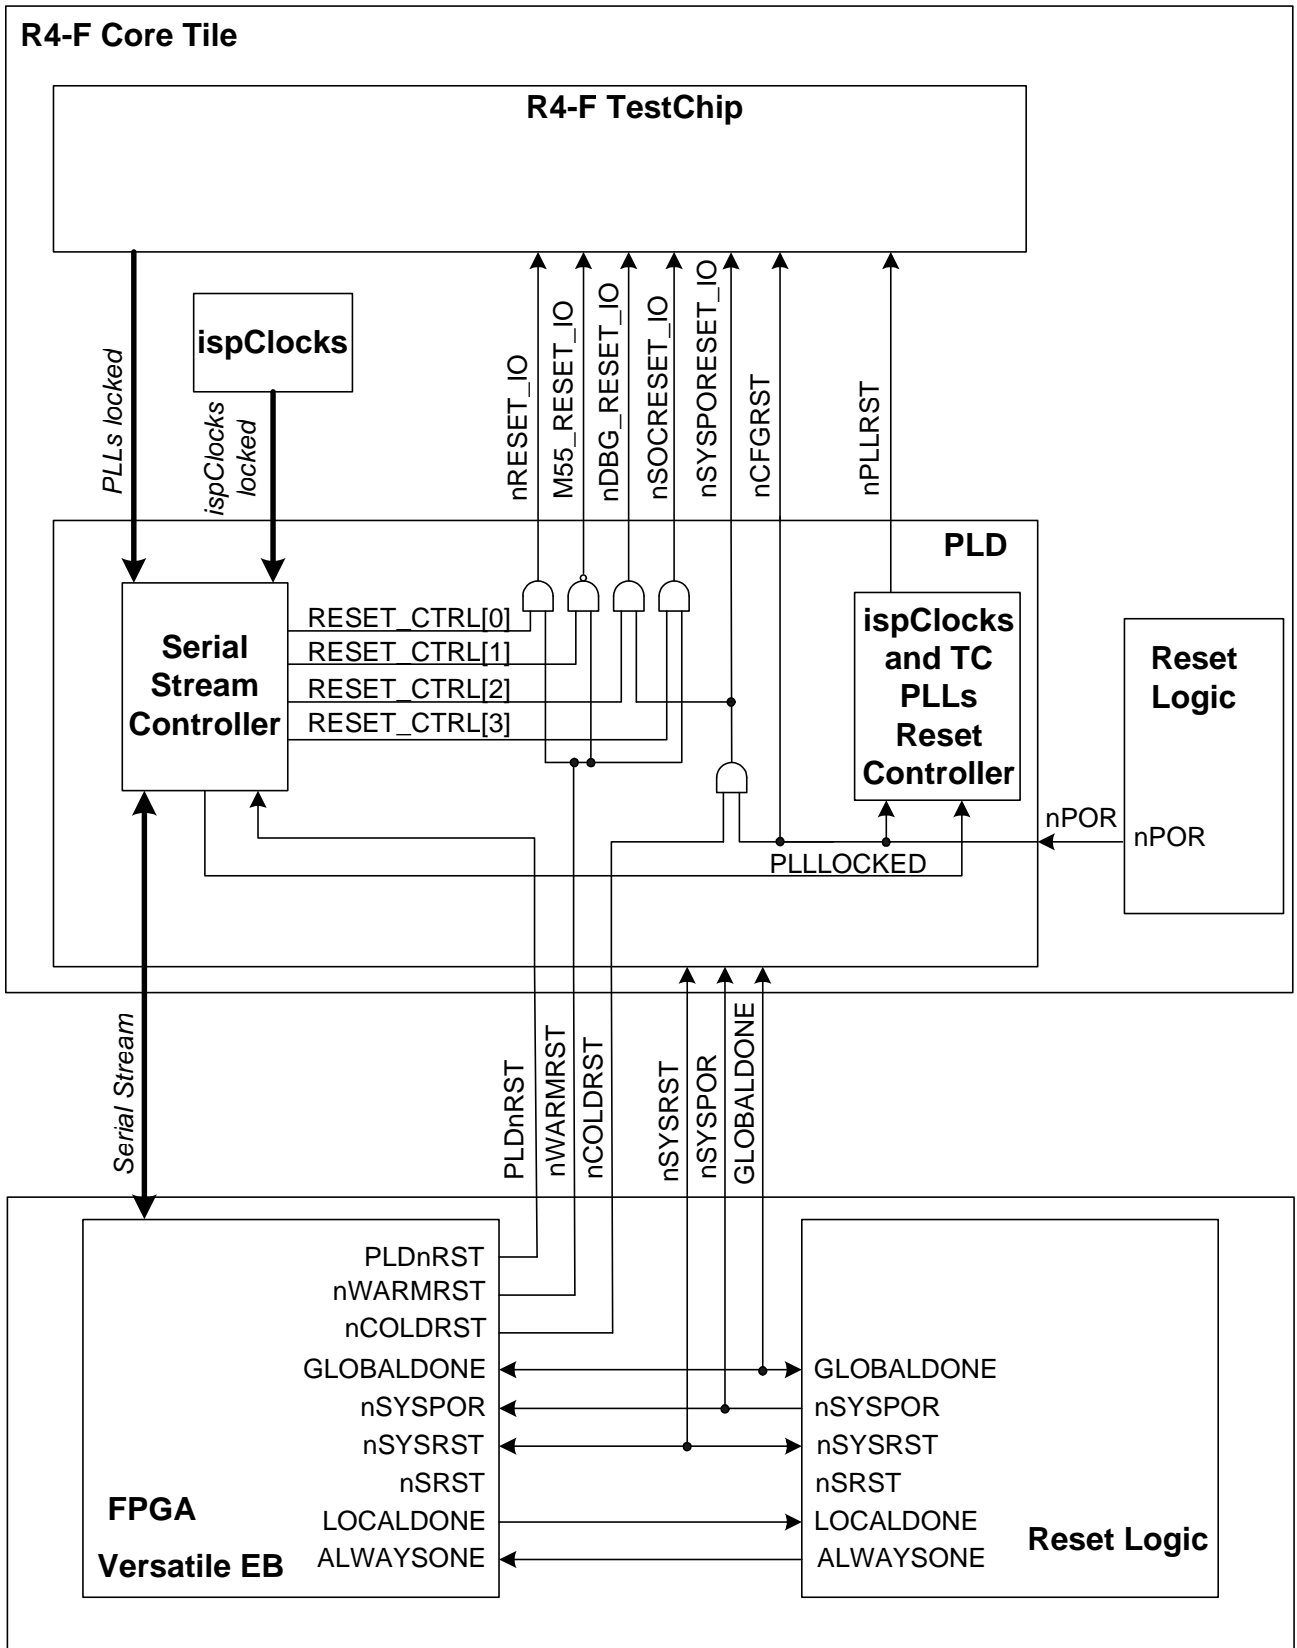 R4-F Core Tile
R4-F TestChip
ispClocks
PLLs locked
ispClocks
locked
nRESET_IO
M55_RESET_IO
nDBG_RESET_IO
nSOCRESET_IO
nSYSPORESET_IO
nCFGRST
nPLLRST
PLD
Serial
Stream
Controller
RESET_CTRL[0]
RESET_CTRL[1]
RESET_CTRL[2]
RESET_CTRL[3]
ispClocks
and TC
PLLs
Reset
Controller
Reset
Logic
nPOR
nPOR
PLLLOCKED
Serial Stream
PLDnRST
nWARMRST
nCOLDRST
nSYSRST
nSYSPOR
GLOBALDONE
PLDnRST
nWARMRST
nCOLDRST
GLOBALDONE
nSYSPOR
nSYSRST
nSRST
LOCALDONE
ALWAYSONE
FPGA
Versatile EB
GLOBALDONE
nSYSPOR
nSYSRST
nSRST
LOCALDONE
ALWAYSONE
Reset Logic